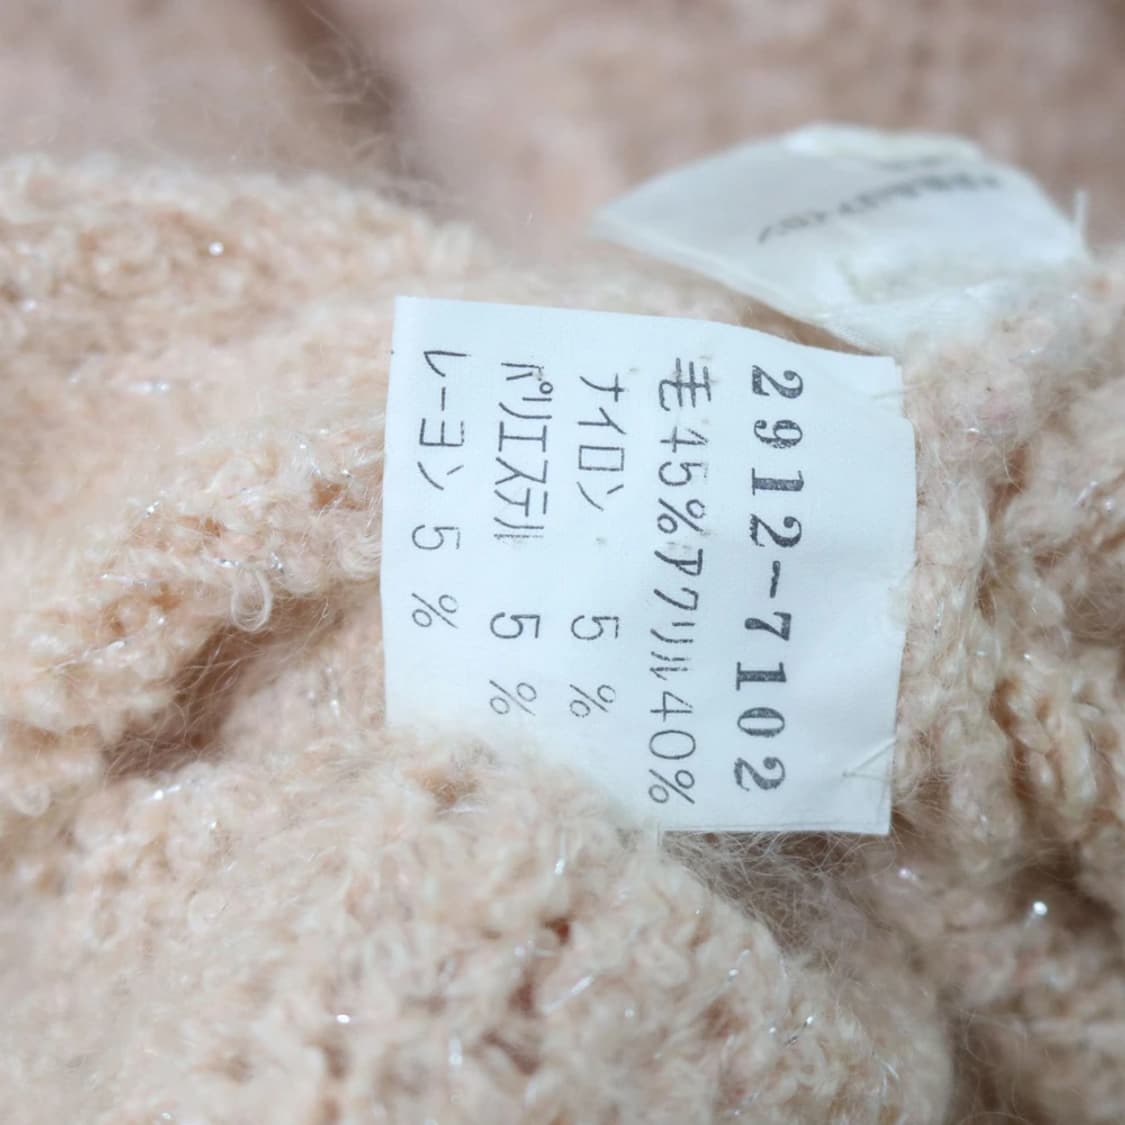 2912-7102
毛45%アクリル40%
ナイロン 5%
ポリエステル 5%
レーヨン5%